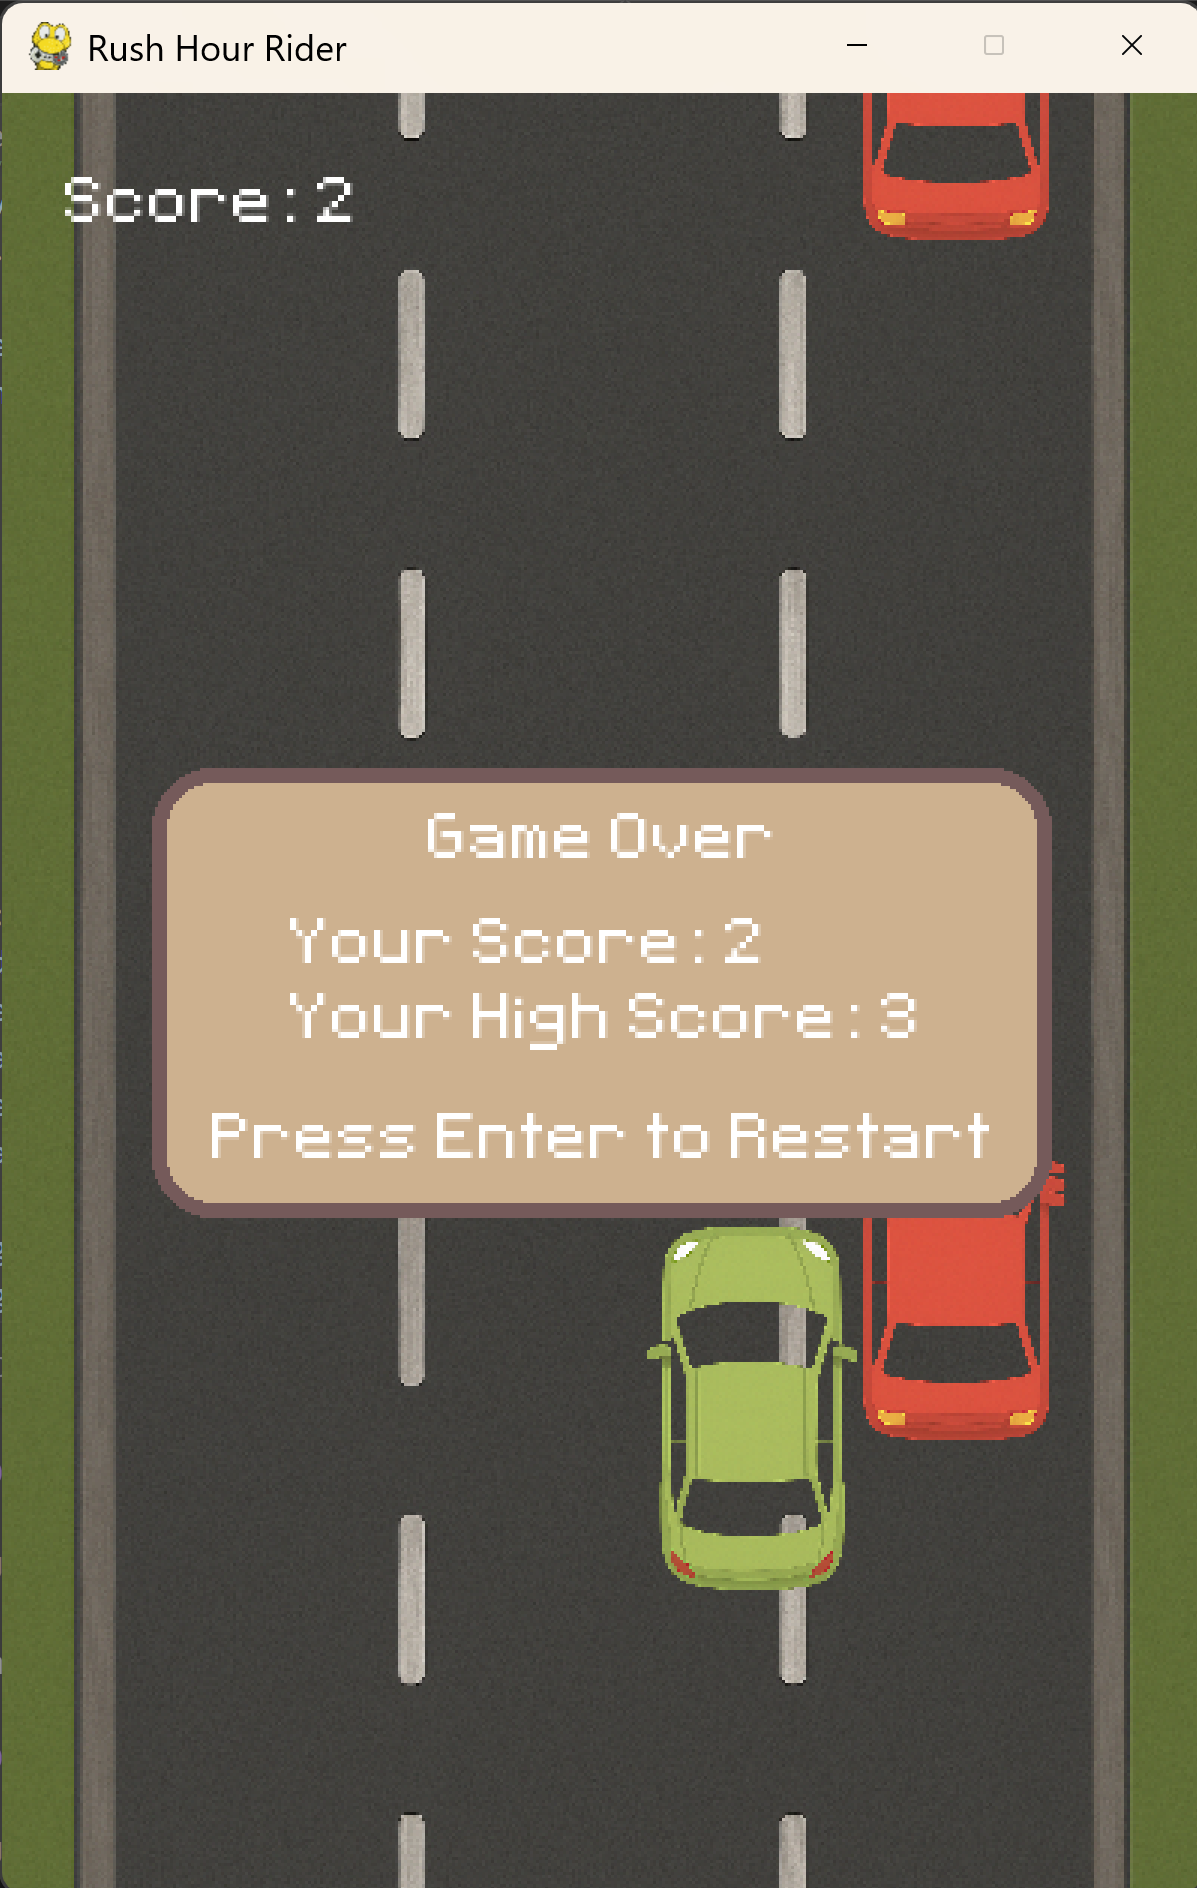 Rush Hour Rider
Score:2
Game Over
Your Score:2
Your High Score:3
Press Enter to Restart